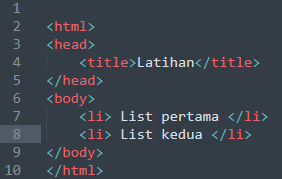 1
2 <html>
3 <head>
4 <title>Latihan</title>
5 </head>
6 <body>
7 <li> List pertama </li>
8 <li> List kedua </li>
9 </body>
10 </html>